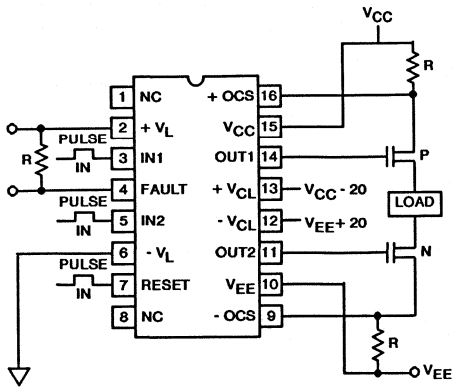 VCC
R
1 NC + OCS 16
2 + VL VCC 15
PULSE
R
3 IN1 OUT1 14
P
IN
4 FAULT + VCL 13 VCC - 20
LOAD
PULSE
5 IN2 - VCL 12 VEE + 20
IN
6 - VL OUT2 11
N
PULSE
7 RESET VEE 10
IN
8 NC - OCS 9
R
VEE